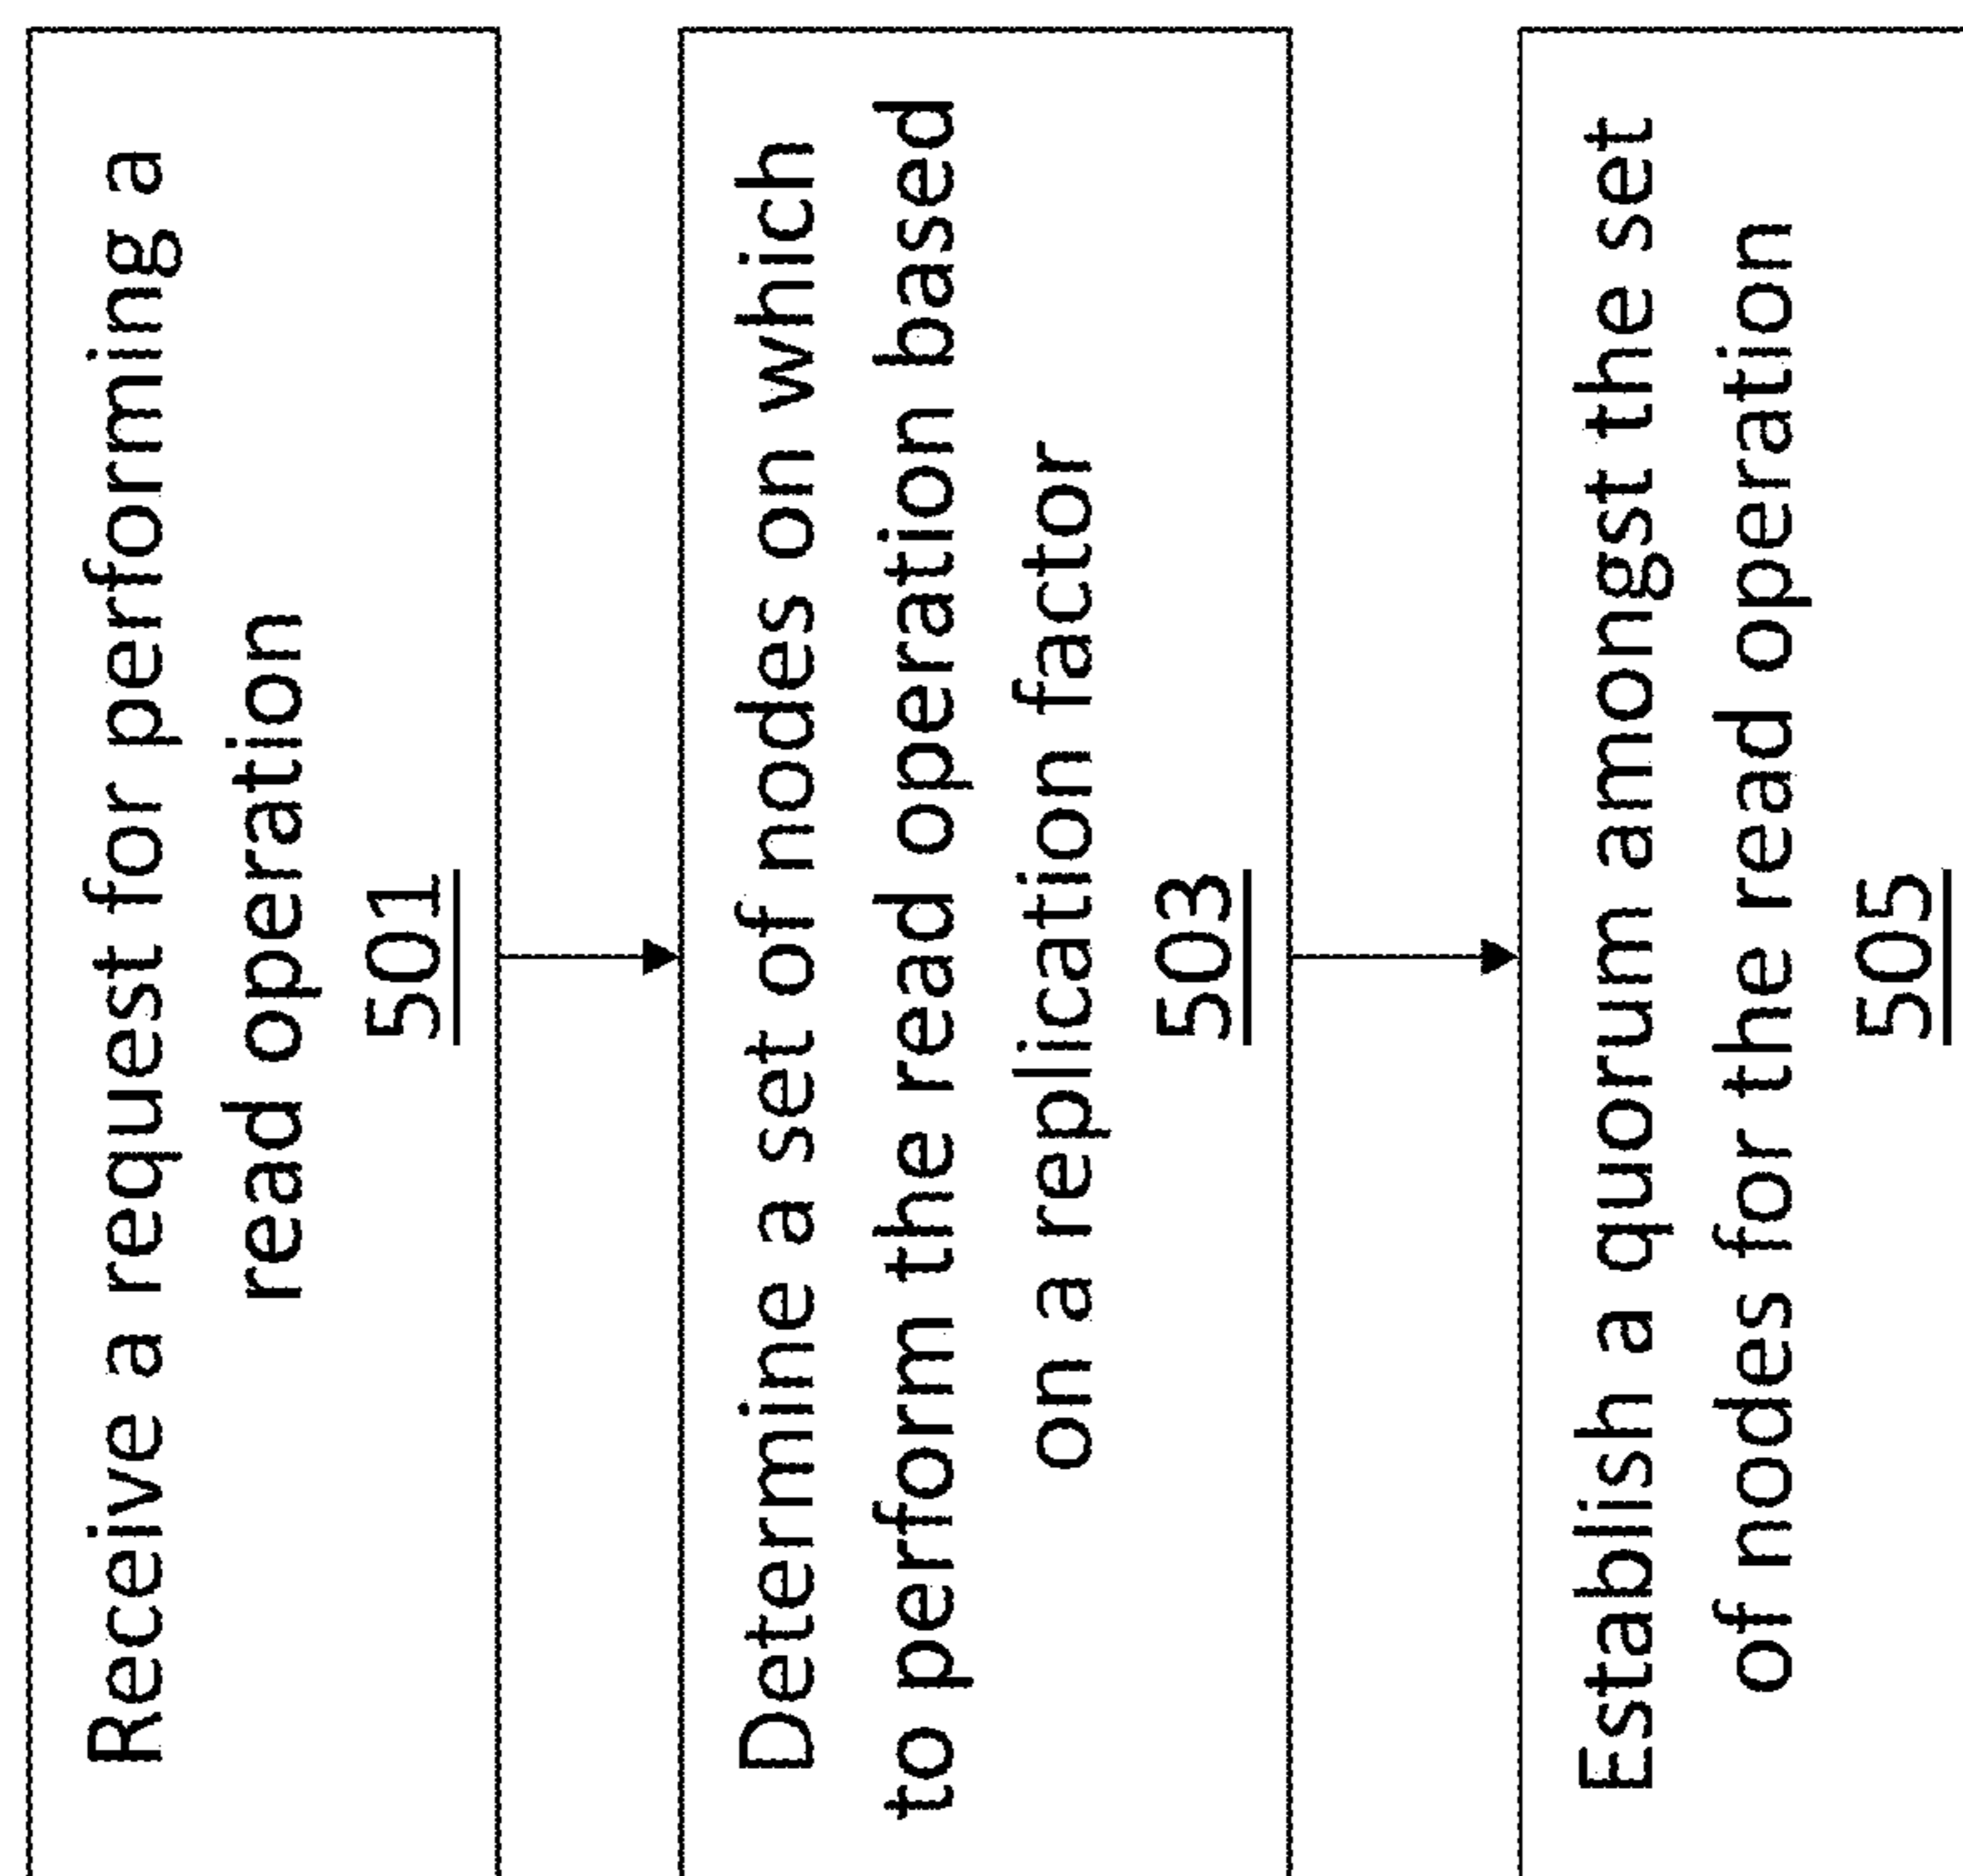 Receive a request for performing a
read operation
501
Determine a set of nodes on which
to perform the read operation based
on a replication factor
503
Establish a quorum amongst the set
of nodes for the read operation
505